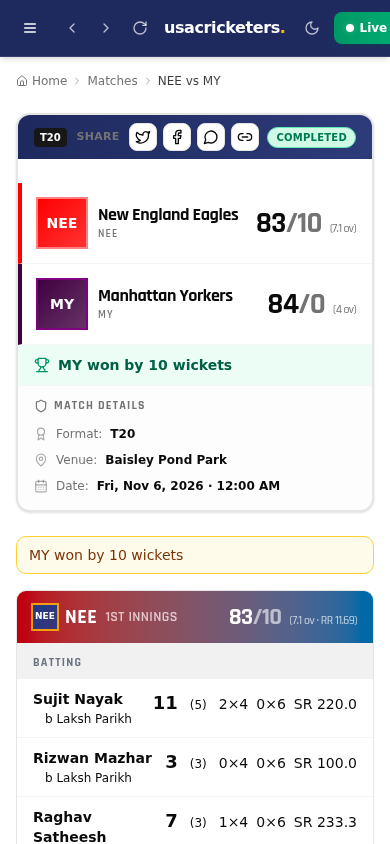 usacricketers.
Live
Home
Matches
NEE vs MY
T20
SHARE
COMPLETED
NEE
New England Eagles
NEE
83/10 (7.1 ov)
MY
Manhattan Yorkers
MY
84/0 (4 ov)
MY won by 10 wickets
MATCH DETAILS
Format: T20
Venue: Baisley Pond Park
Date: Fri, Nov 6, 2026 · 12:00 AM
MY won by 10 wickets
NEE NEE 1ST INNINGS 83/10 (7.1 ov · RR 11.69)
BATTING
Sujit Nayak 11 (5) 2×4 0×6 SR 220.0
b Laksh Parikh
Rizwan Mazhar 3 (3) 0×4 0×6 SR 100.0
b Laksh Parikh
Raghav Satheesh 7 (3) 1×4 0×6 SR 233.3